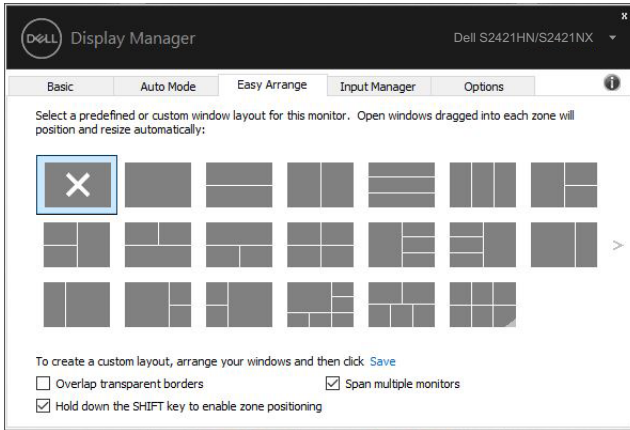 x
DELL Display Manager Dell S2421HN/S2421NX
Basic Auto Mode Easy Arrange Input Manager Options i
Select a predefined or custom window layout for this monitor. Open windows dragged into each zone will
position and resize automatically:
>
To create a custom layout, arrange your windows and then click Save
Overlap transparent borders Span multiple monitors
Hold down the SHIFT key to enable zone positioning